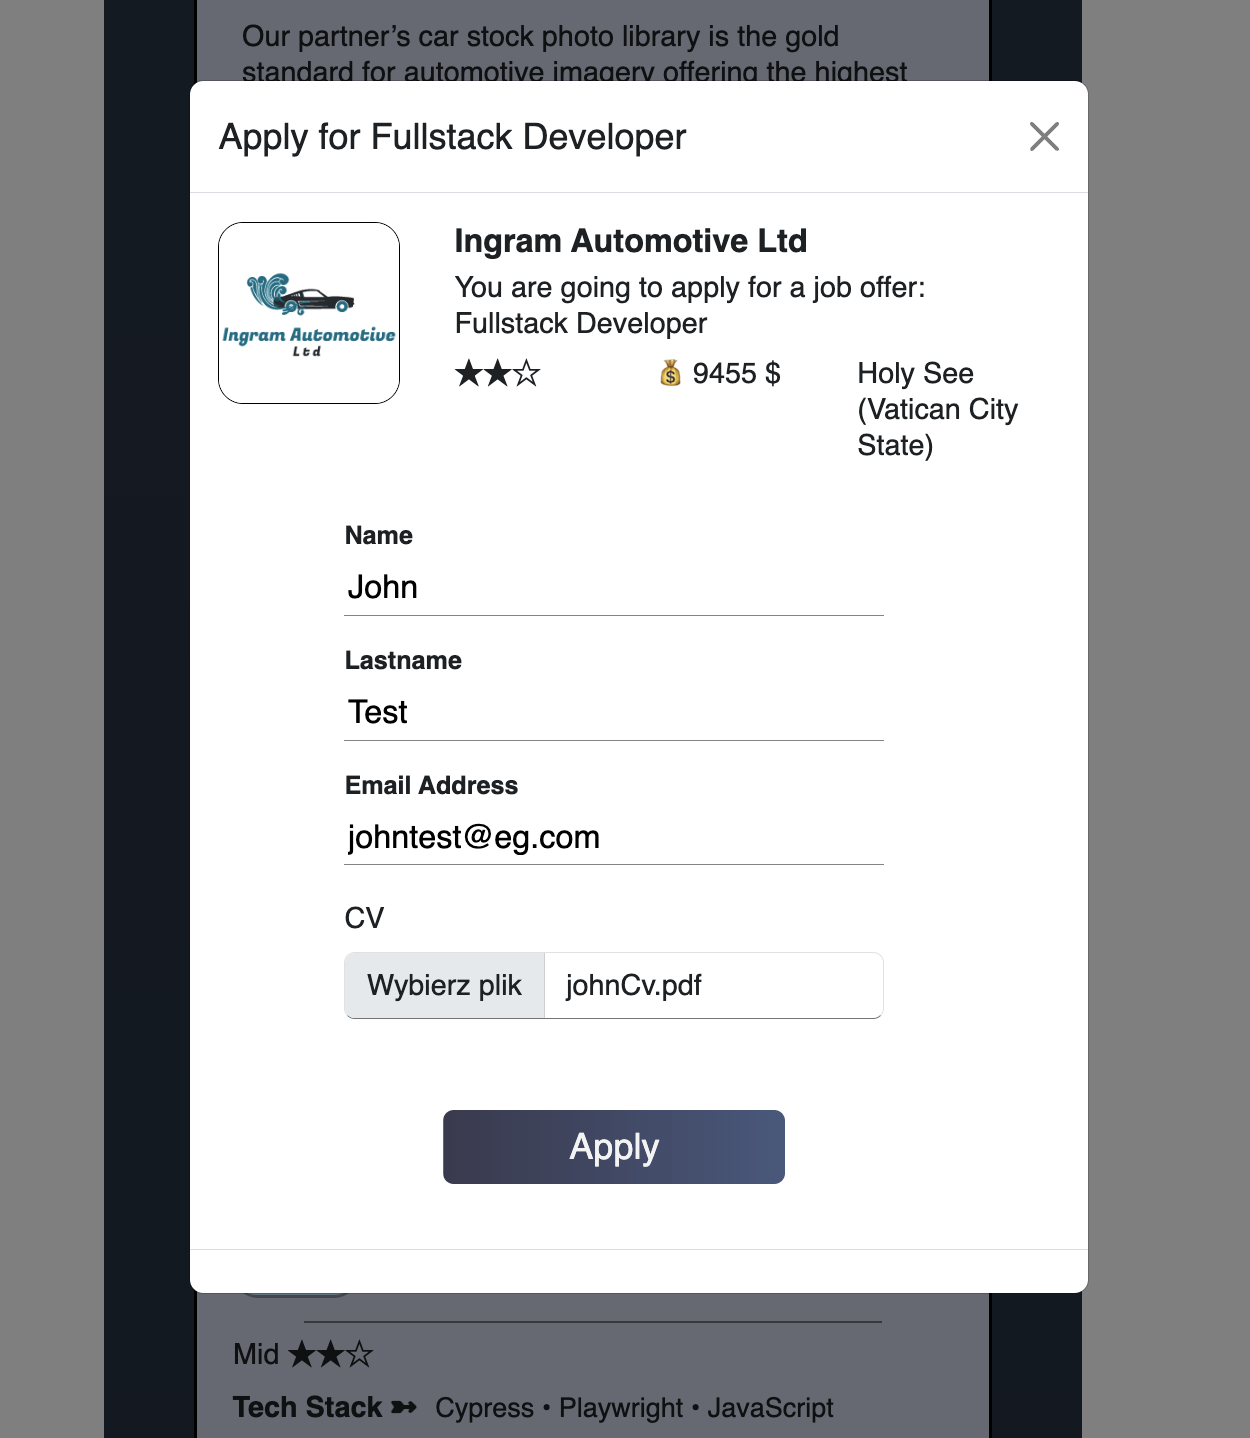 Our partner’s car stock photo library is the gold
standard for automotive imagery offering the highest
Apply for Fullstack Developer
Ingram Automotive
Ltd
Ingram Automotive Ltd
You are going to apply for a job offer:
Fullstack Developer
★★☆ 💰 9455 $ Holy See
(Vatican City
State)
Name
John
Lastname
Test
Email Address
johntest@eg.com
CV
Wybierz plik johnCv.pdf
Apply
Mid ★★☆
Tech Stack ➳ Cypress • Playwright • JavaScript